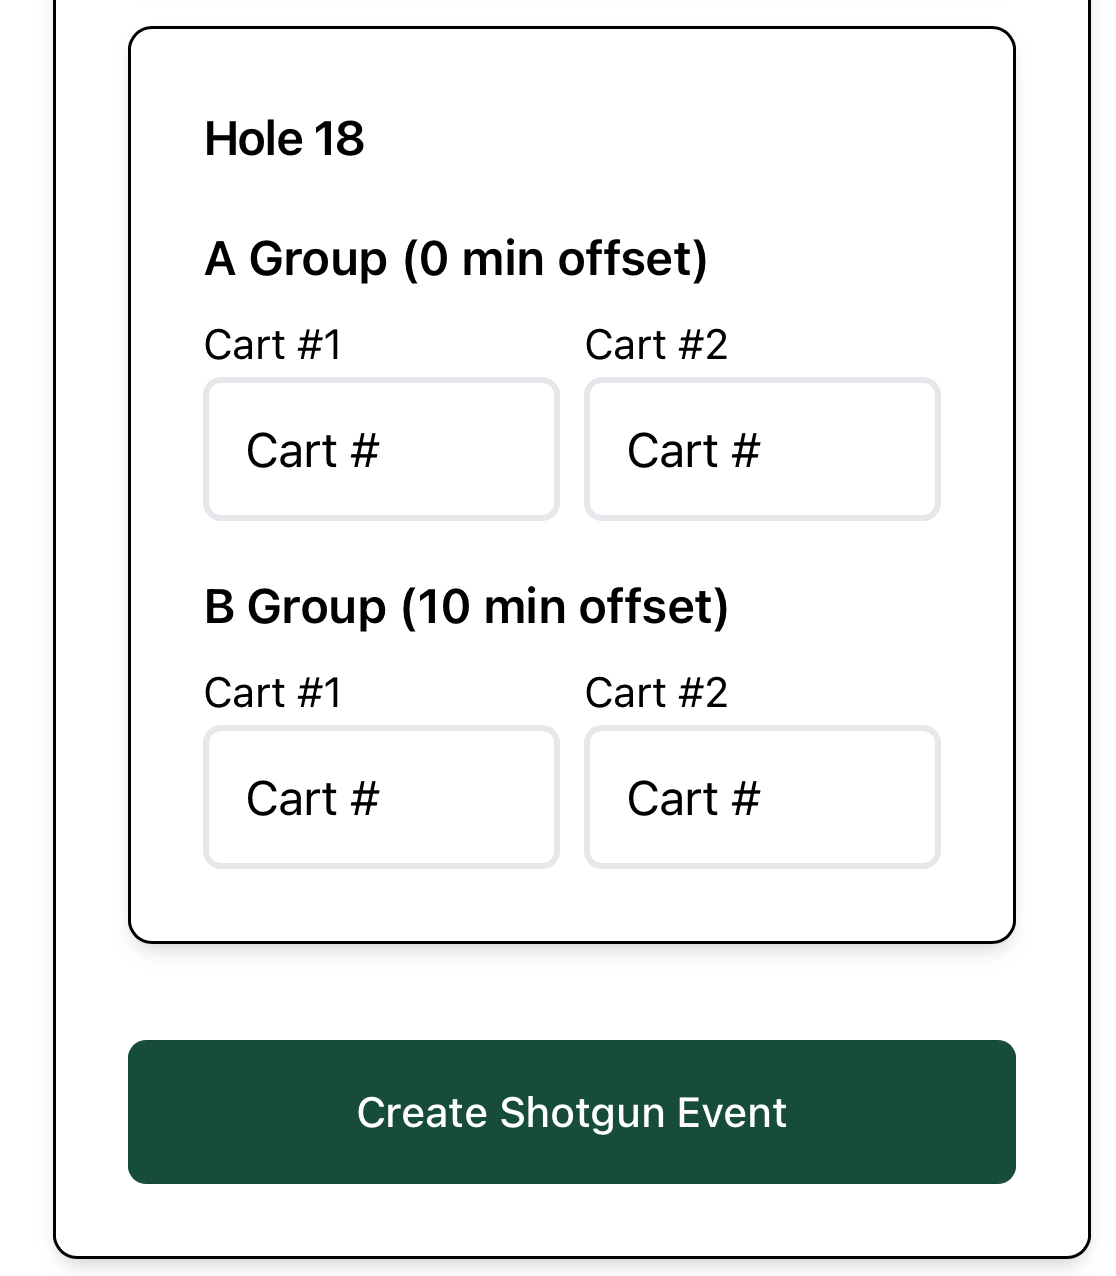 Hole 18
A Group (0 min offset)
Cart #1 Cart #2
Cart # Cart #
B Group (10 min offset)
Cart #1 Cart #2
Cart # Cart #
Create Shotgun Event